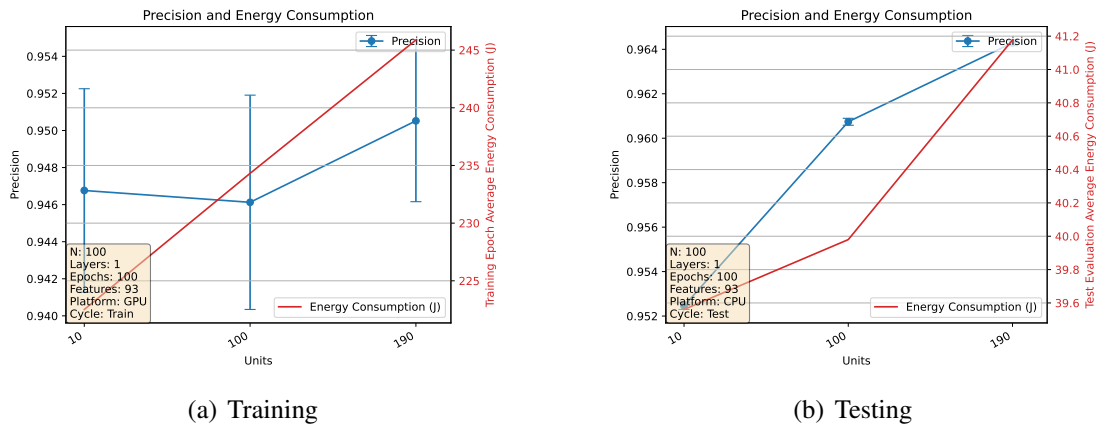 Precision and Energy Consumption
Precision
0.954
0.952
0.950
0.948
0.946
0.944
0.942
0.940
Precision
245
240
235
230
225
Training Epoch Average Energy Consumption (J)
N: 100
Layers: 1
Epochs: 100
Features: 93
Platform: GPU
Cycle: Train
Energy Consumption (J)
10
100
190
Units
(a) Training
Precision and Energy Consumption
Precision
0.964
0.962
0.960
0.958
0.956
0.954
0.952
Precision
41.2
41.0
40.8
40.6
40.4
40.2
40.0
39.8
39.6
Test Evaluation Average Energy Consumption (J)
N: 100
Layers: 1
Epochs: 100
Features: 93
Platform: CPU
Cycle: Test
Energy Consumption (J)
10
100
190
Units
(b) Testing